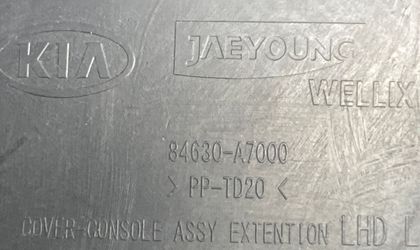 KIA JAEYOUNG
WELLIX
84630-A7000
> PP-TD20 <
COVER-CONSOLE ASSY EXTENTION LHD